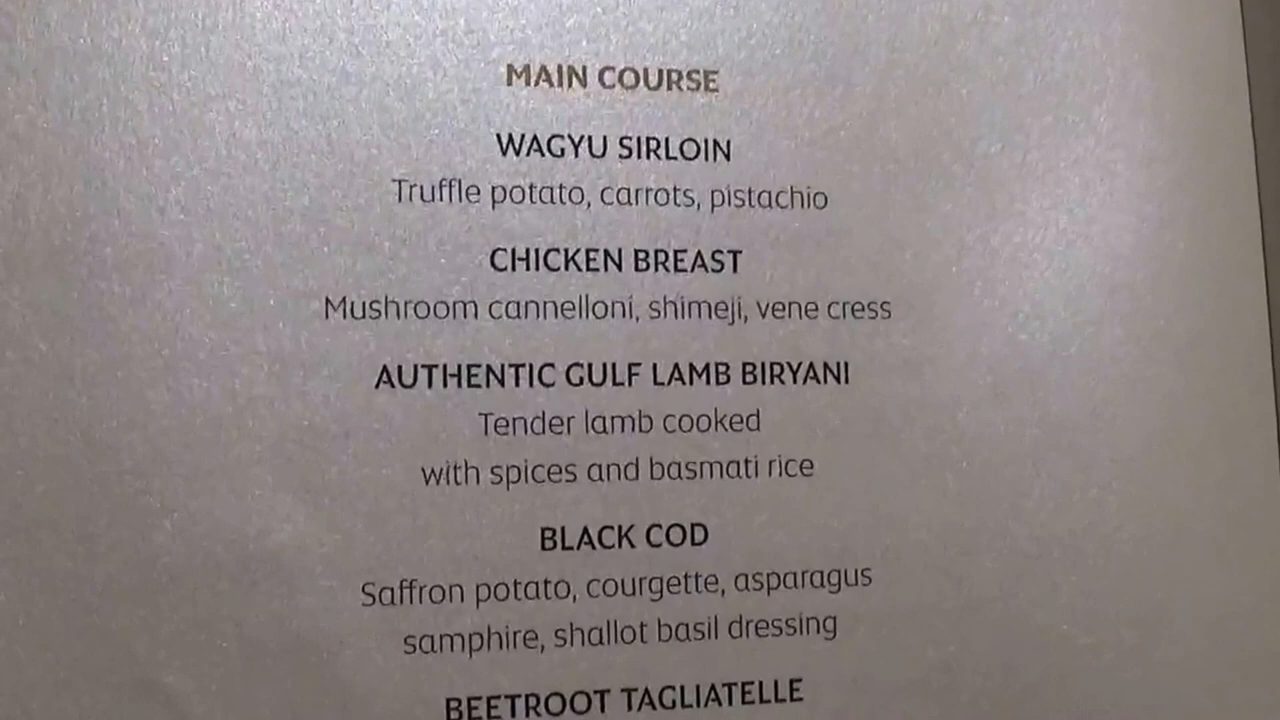 MAIN COURSE
WAGYU SIRLOIN
Truffle potato, carrots, pistachio
CHICKEN BREAST
Mushroom cannelloni, shimeji, vene cress
AUTHENTIC GULF LAMB BIRYANI
Tender lamb cooked
with spices and basmati rice
BLACK COD
Saffron potato, courgette, asparagus
samphire, shallot basil dressing
BEETROOT TAGLIATELLE